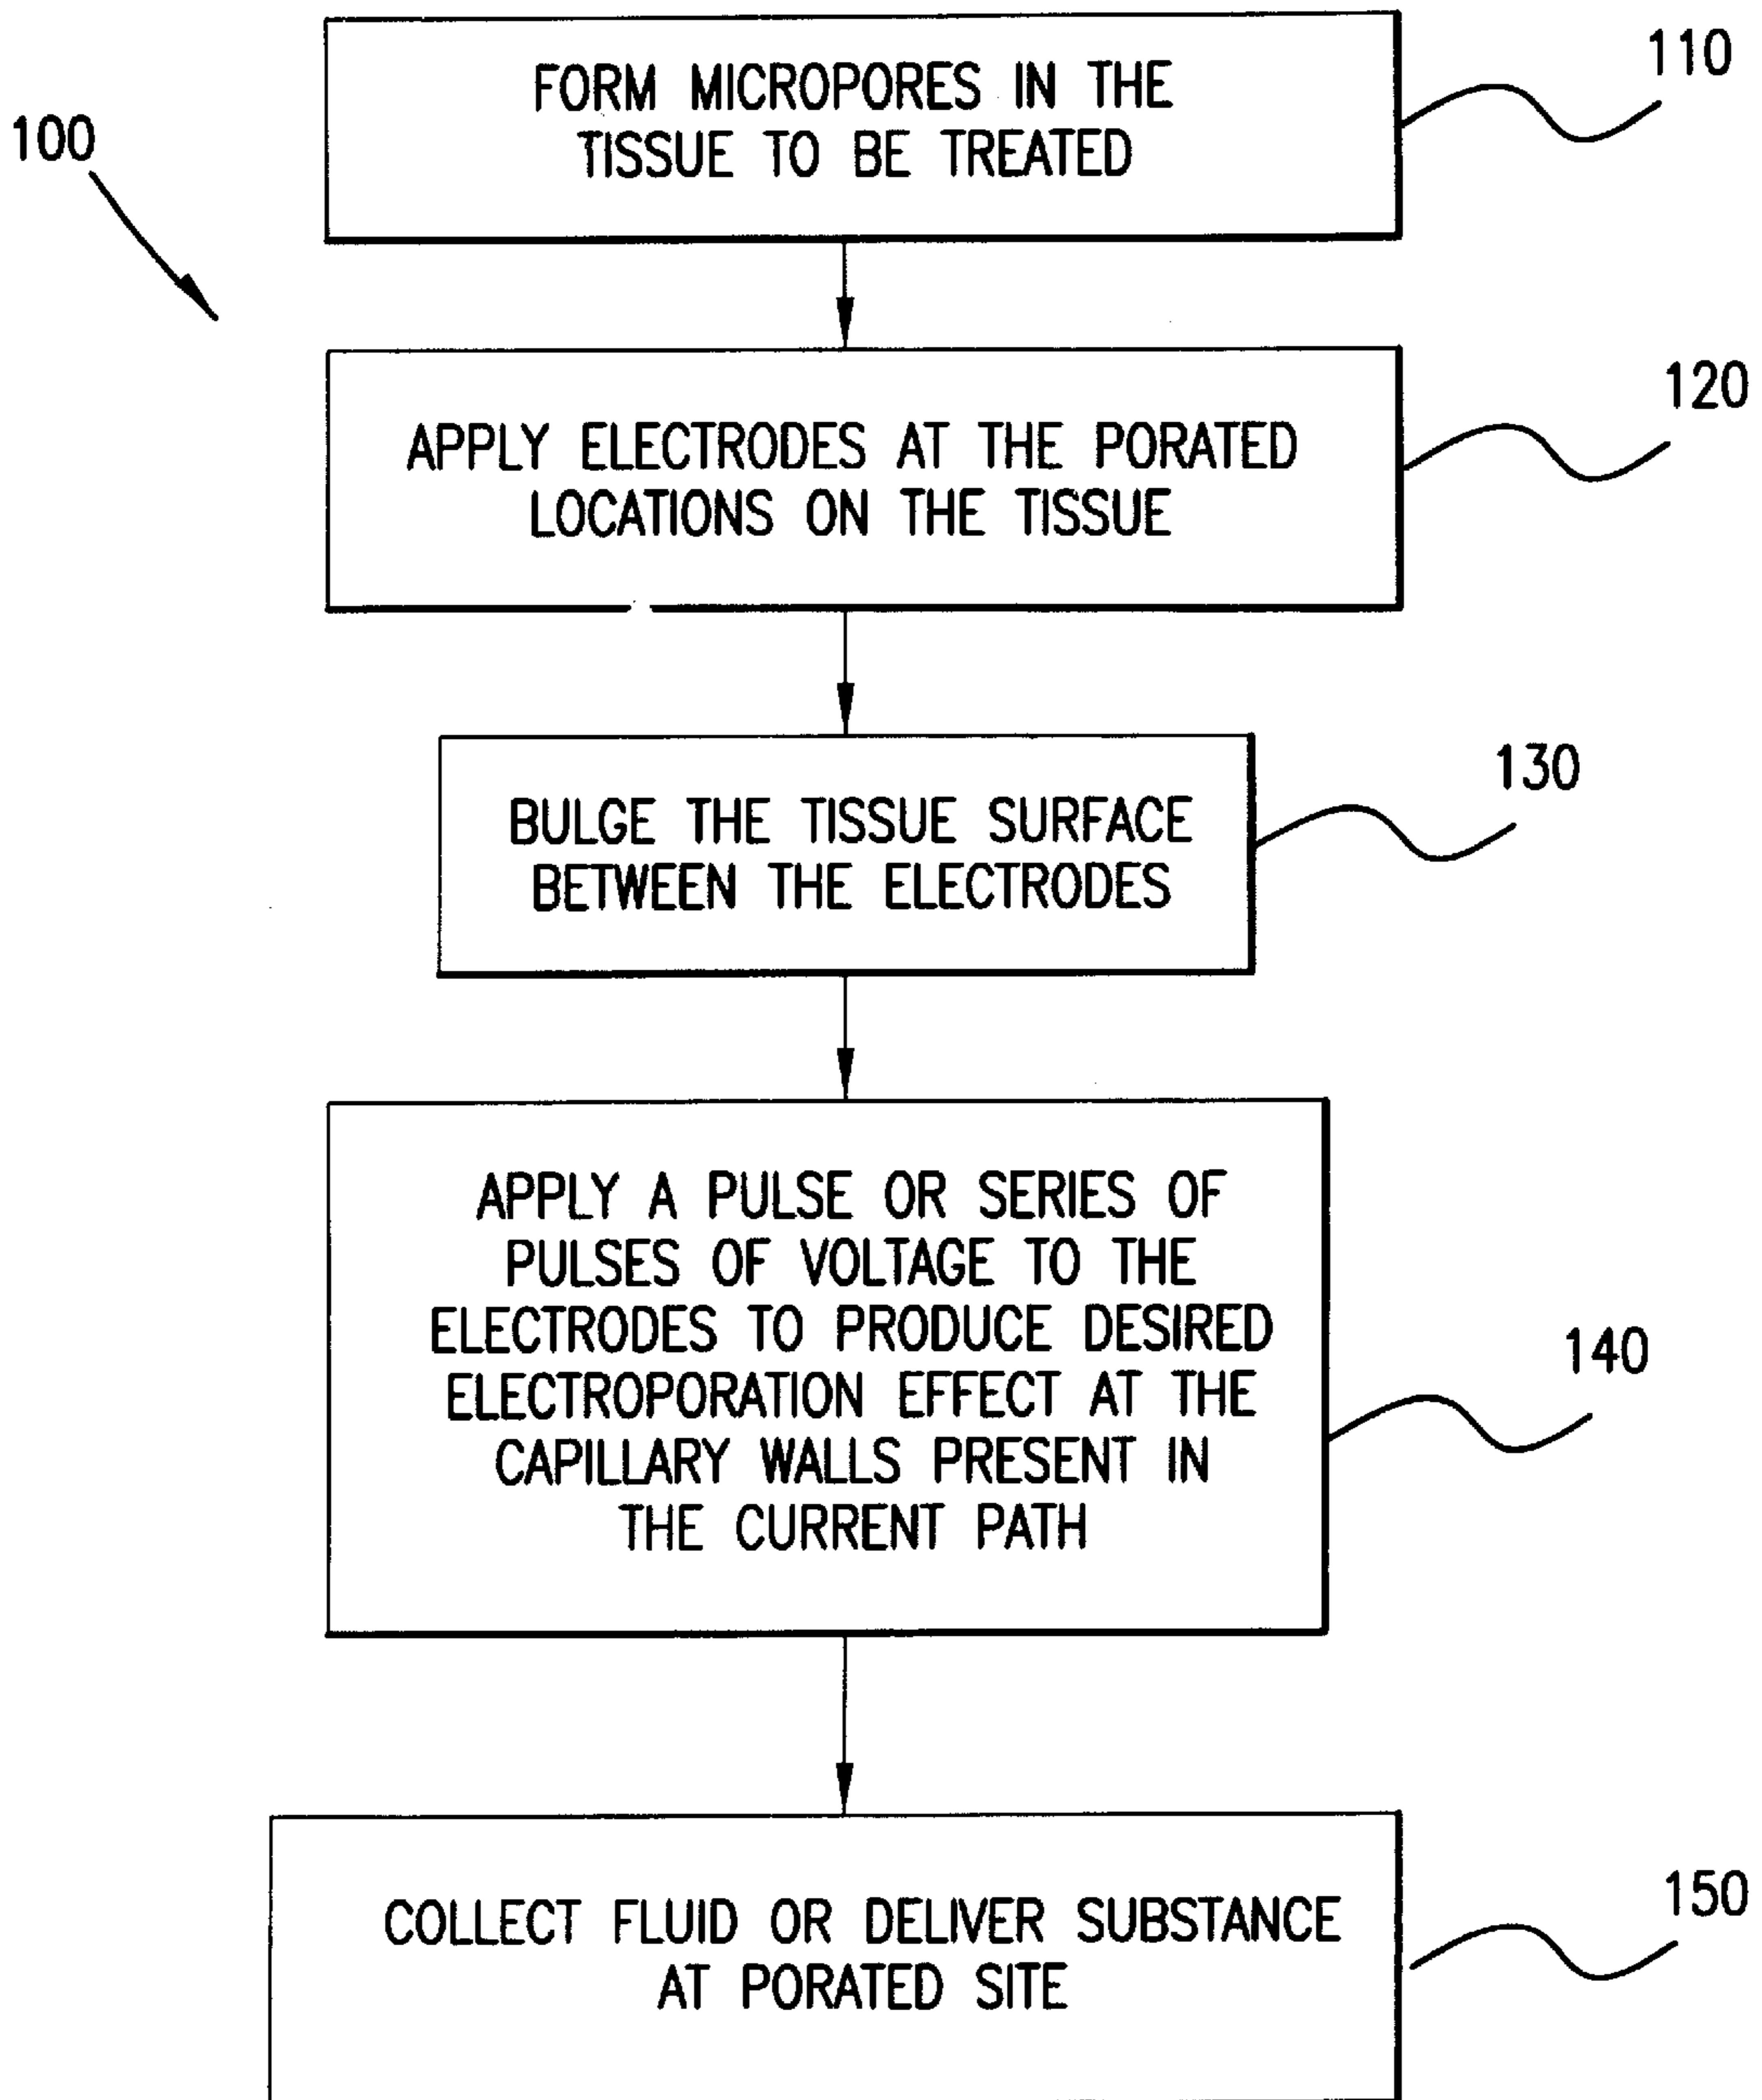 100
FORM MICROPORES IN THE
TISSUE TO BE TREATED
110
APPLY ELECTRODES AT THE PORATED
LOCATIONS ON THE TISSUE
120
BULGE THE TISSUE SURFACE
BETWEEN THE ELECTRODES
130
APPLY A PULSE OR SERIES OF
PULSES OF VOLTAGE TO THE
ELECTRODES TO PRODUCE DESIRED
ELECTROPORATION EFFECT AT THE
CAPILLARY WALLS PRESENT IN
THE CURRENT PATH
140
COLLECT FLUID OR DELIVER SUBSTANCE
AT PORATED SITE
150